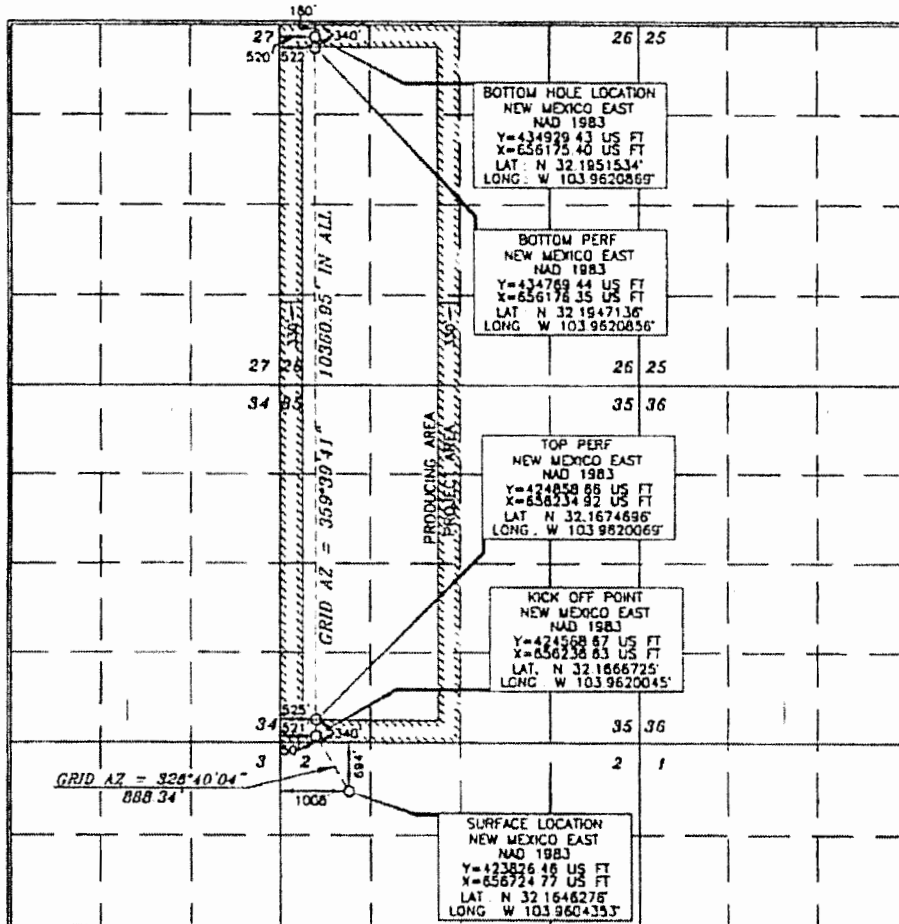 180'
27
340'
26 25
520'
522'
BOTTOM HOLE LOCATION
NEW MEXICO EAST
NAD 1983
Y=434929.43 US FT
X=656175.40 US FT
LAT: N 32.1951534°
LONG: W 103.9620869°
BOTTOM PERF
NEW MEXICO EAST
NAD 1983
Y=434769.44 US FT
X=656176.35 US FT
LAT N 32.1947136°
LONG W 103.9620856°
GRID AZ = 359°39'41" 10360.95' IN ALL
330'
330'
27 26
26 25
34 35
35 36
PRODUCING AREA
PROJECT AREA
TOP PERF
NEW MEXICO EAST
NAD 1983
Y=424858.66 US FT
X=656234.92 US FT
LAT N 32.1674696°
LONG. W 103.9620069°
KICK OFF POINT
NEW MEXICO EAST
NAD 1983
Y=424568.67 US FT
X=656236.63 US FT
LAT. N 32.1666725°
LONG W 103.9620045°
525'
34
521'
340'
35 36
50'
3 2
2 1
694'
GRID AZ = 328°40'04"
888.34'
1008'
SURFACE LOCATION
NEW MEXICO EAST
NAD 1983
Y=423826.46 US FT
X=656724.77 US FT
LAT N 32.1646276°
LONG W 103.9604353°